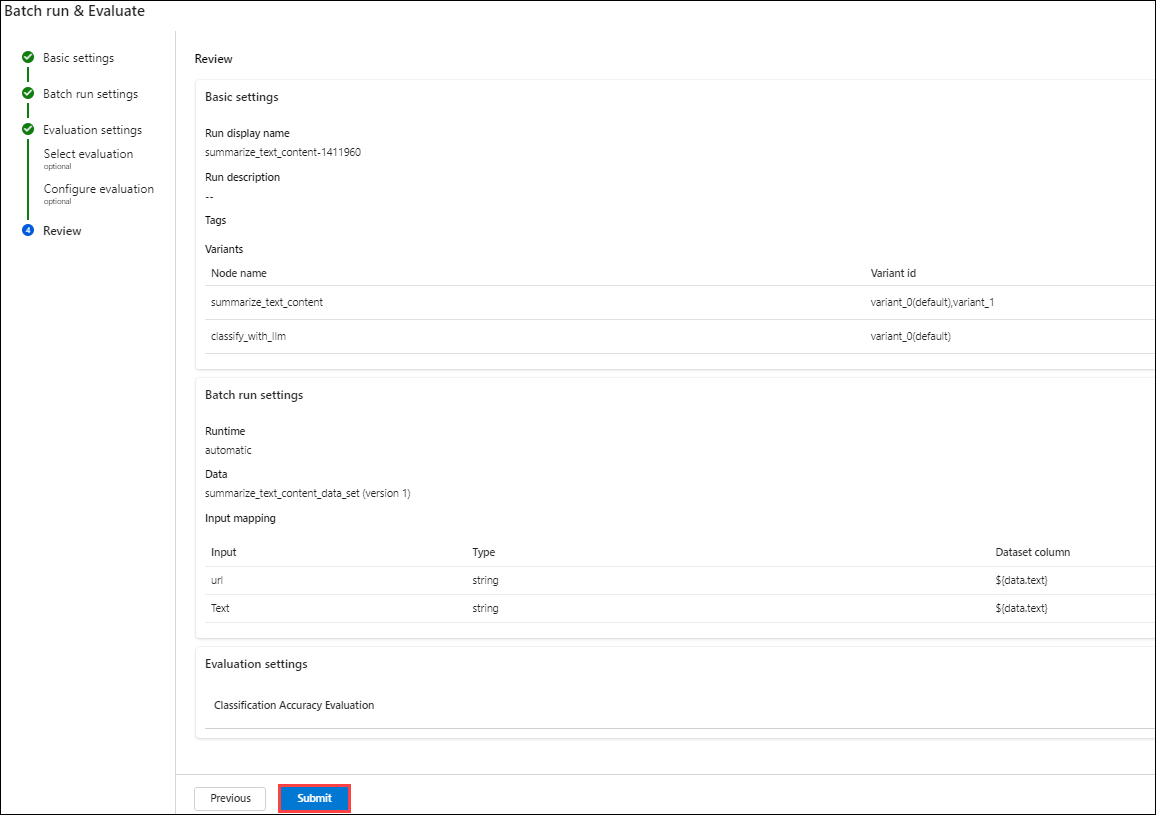 Batch run & Evaluate
Basic settings
Batch run settings
Evaluation settings
Select evaluation
optional
Configure evaluation
optional
4 Review
Review
Basic settings
Run display name
summarize_text_content-1411960
Run description
--
Tags
Variants
Node name Variant id
summarize_text_content variant_0(default),variant_1
classify_with_llm variant_0(default)
Batch run settings
Runtime
automatic
Data
summarize_text_content_data_set (version 1)
Input mapping
Input Type Dataset column
url string ${data.text}
Text string ${data.text}
Evaluation settings
Classification Accuracy Evaluation
Previous Submit